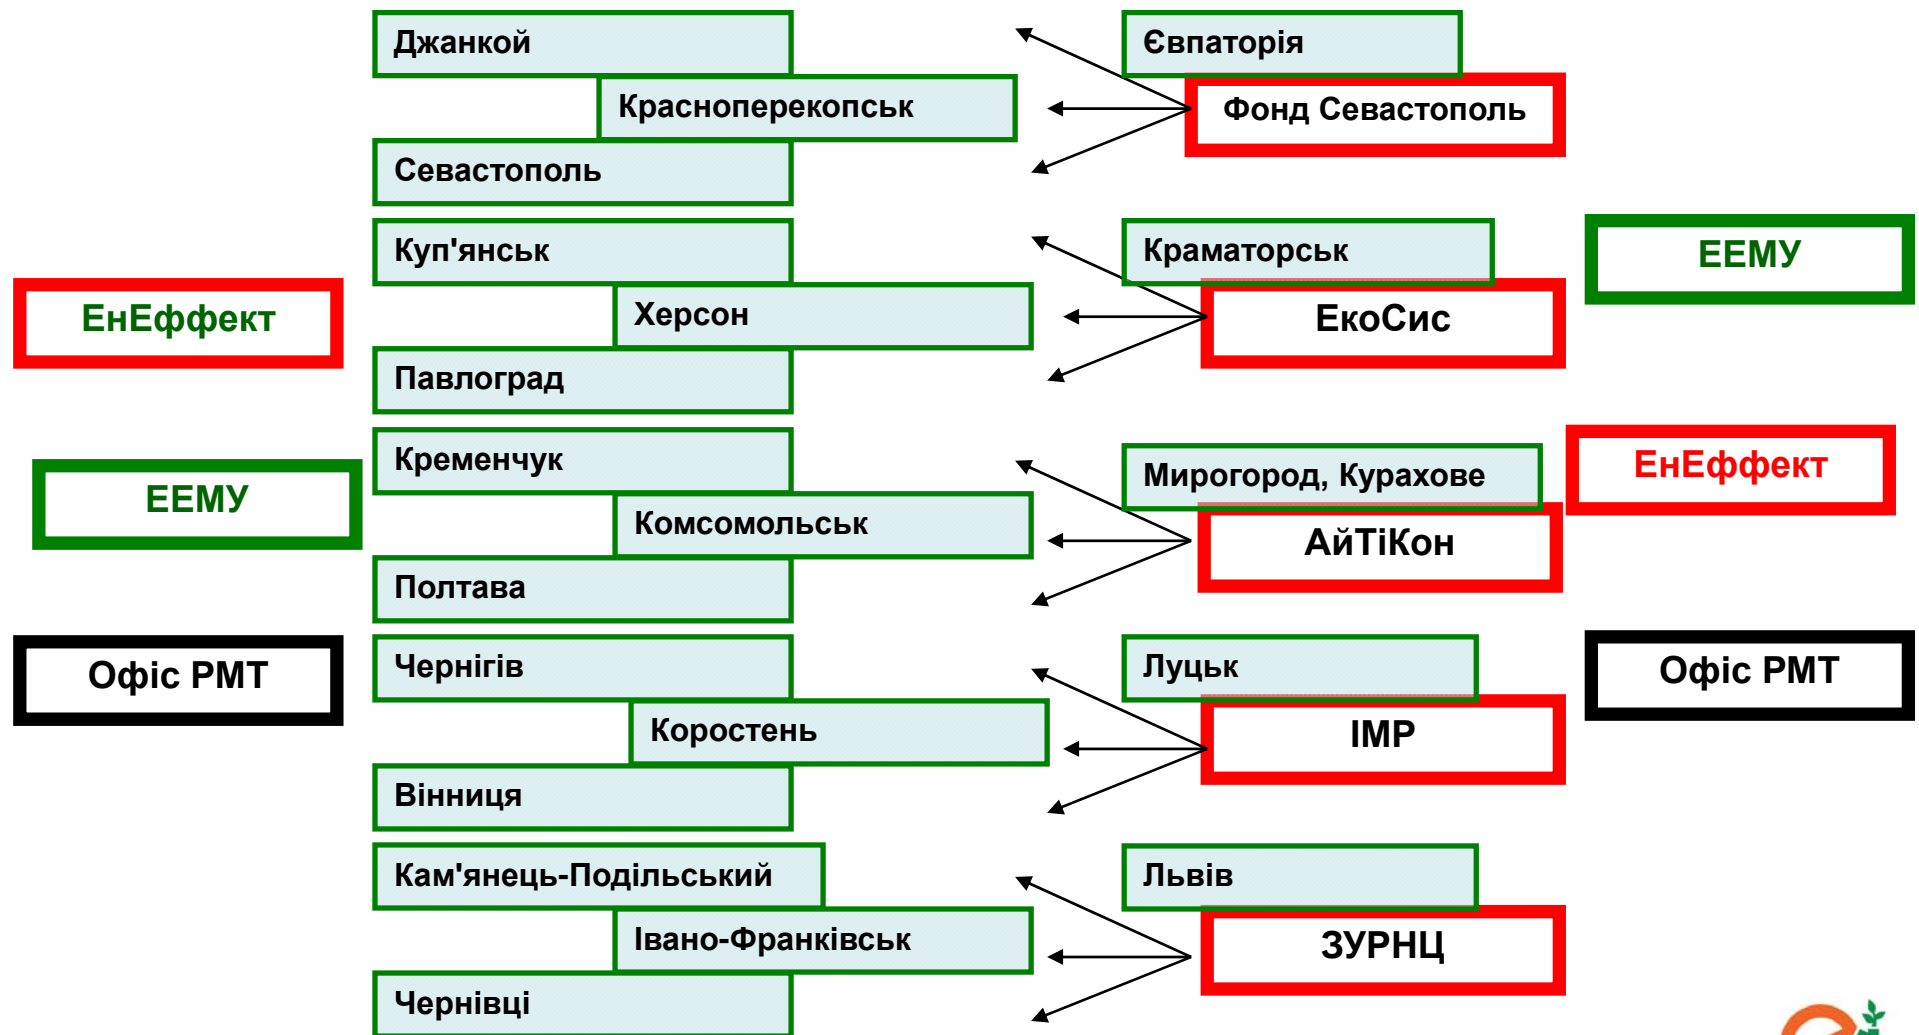 Джанкой
Євпаторія
Красноперекопськ
Фонд Севастополь
Севастополь
Куп'янськ
Краматорськ
ЕЕМУ
ЕнЕффект
Херсон
ЕкоСис
Павлоград
Кременчук
Мирогород, Курахове
ЕнЕффект
ЕЕМУ
Комсомольськ
АйТіКон
Полтава
Офіс РМТ
Чернігів
Луцьк
Офіс РМТ
Коростень
ІМР
Вінниця
Кам'янець-Подільський
Львів
Івано-Франківськ
ЗУРНЦ
Чернівці